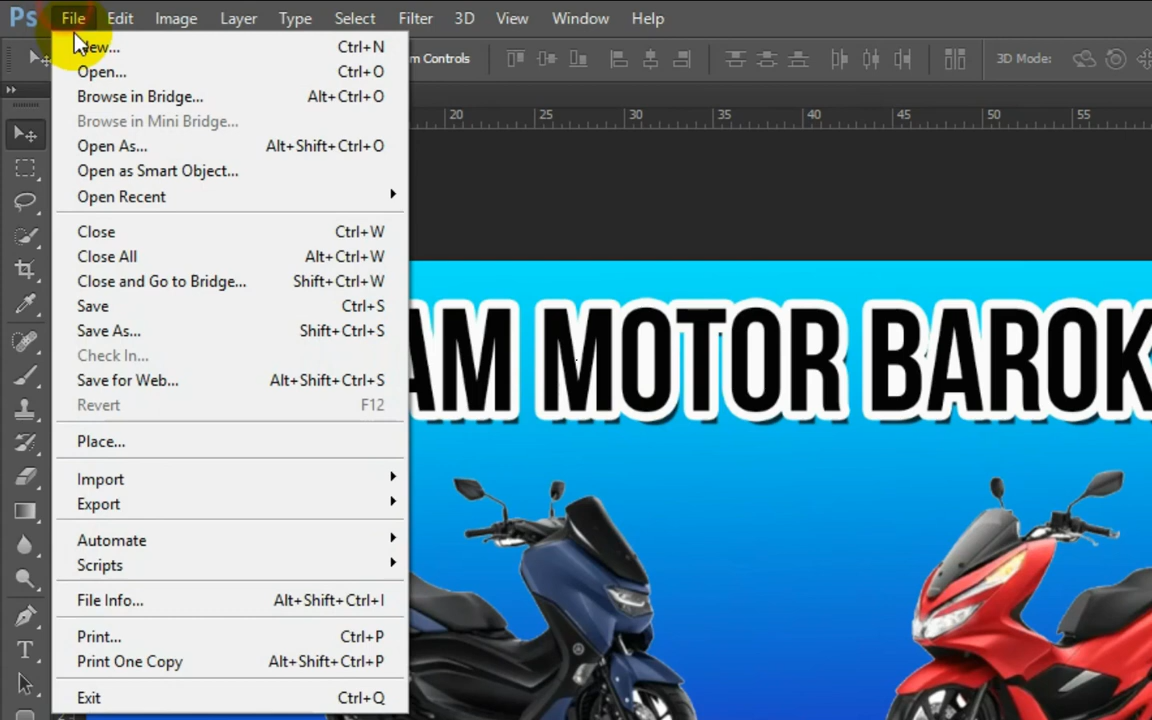 Ps File Edit Image Layer Type Select Filter 3D View Window Help
New... Ctrl+N
m Controls 3D Mode:
Open... Ctrl+O
Browse in Bridge... Alt+Ctrl+O
20 25 30 35 40 45 50 55
Browse in Mini Bridge...
Open As... Alt+Shift+Ctrl+O
Open as Smart Object...
Open Recent
Close Ctrl+W
Close All Alt+Ctrl+W
Close and Go to Bridge... Shift+Ctrl+W
Save Ctrl+S
Save As... Shift+Ctrl+S
Check In...
Save for Web... Alt+Shift+Ctrl+S
Revert F12
AM MOTOR BAROK
Place...
Import
Export
Automate
Scripts
File Info... Alt+Shift+Ctrl+I
Print... Ctrl+P
Print One Copy Alt+Shift+Ctrl+P
Exit Ctrl+Q